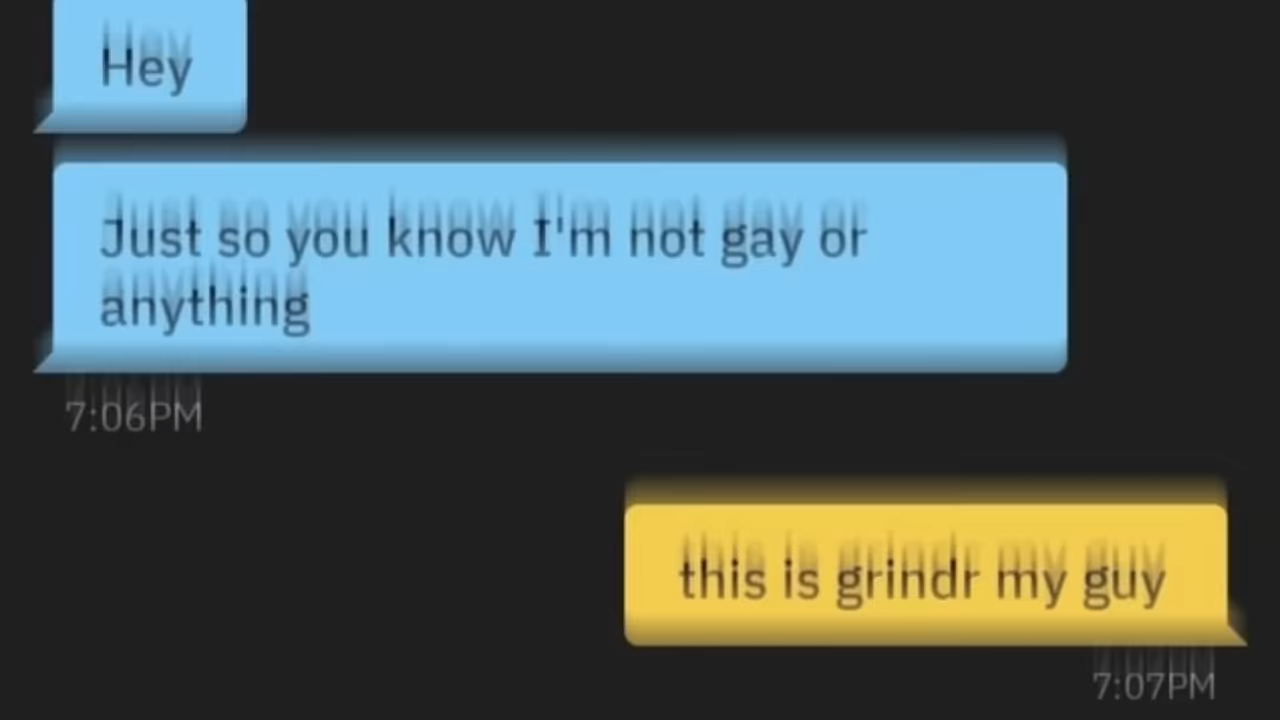 Hey
Just so you know I'm not gay or
anything
7:06PM
this is grindr my guy
7:07PM